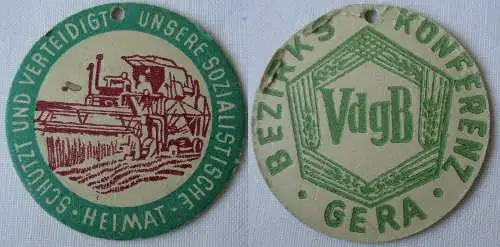 SCHÜTZT UND VERTEIDIGT UNSERE SOZIALISTISCHE
· HEIMAT ·
BEZIRKS KONFERENZ
VdgB
· GERA ·